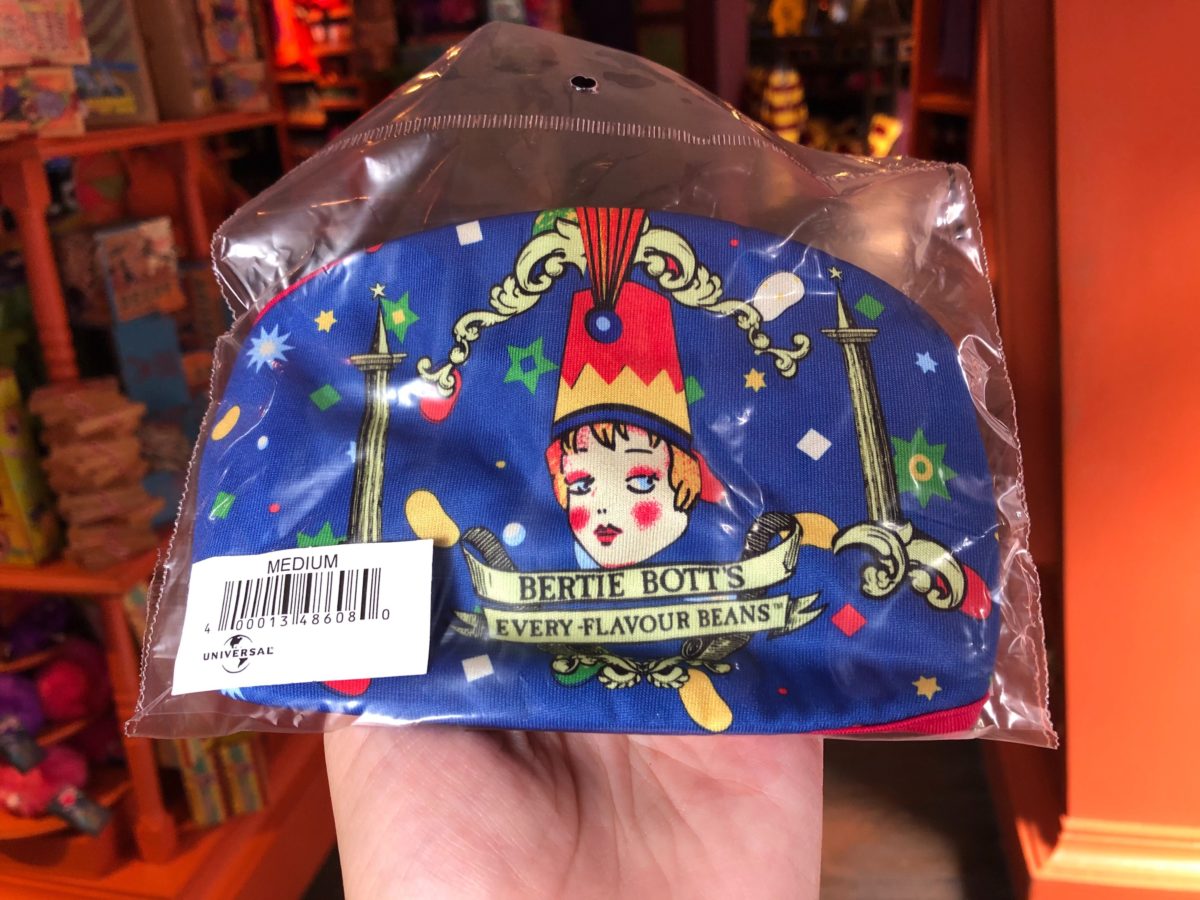 BERTIE BOTT'S
EVERY-FLAVOUR BEANS™
MEDIUM
4 00013 48608 0
UNIVERSAL